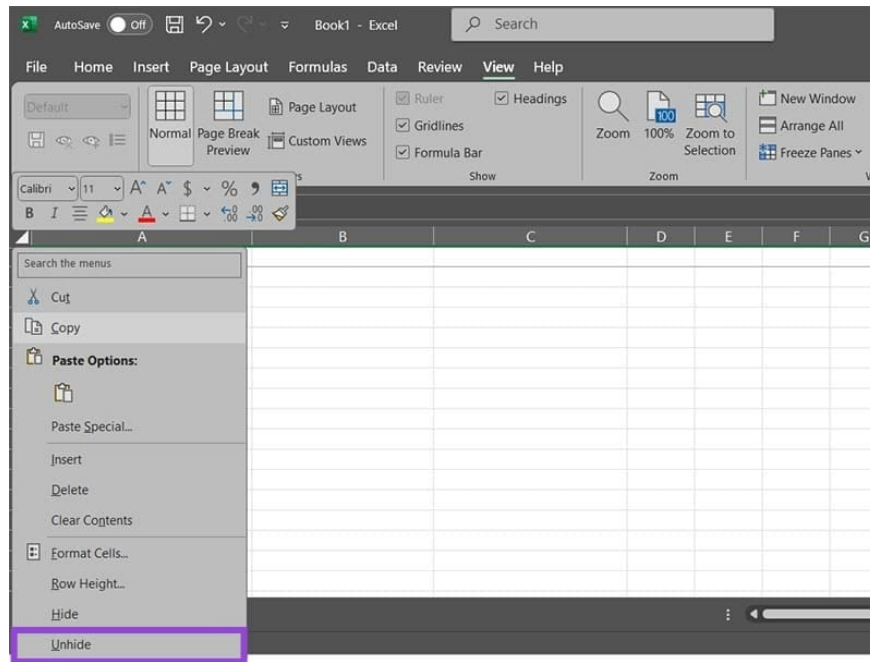 AutoSave Off Book1 - Excel Search
File Home Insert Page Layout Formulas Data Review View Help
Default
Normal
Page Break
Preview
Page Layout
Custom Views
Ruler
Gridlines
Formula Bar
Headings
Show
Zoom
100%
Zoom to
Selection
Zoom
New Window
Arrange All
Freeze Panes
Calibri 11 A A $ % 9
B I A
A B C D E F G
Search the menus
Cut
Copy
Paste Options:
Paste Special...
Insert
Delete
Clear Contents
Format Cells...
Row Height...
Hide
Unhide